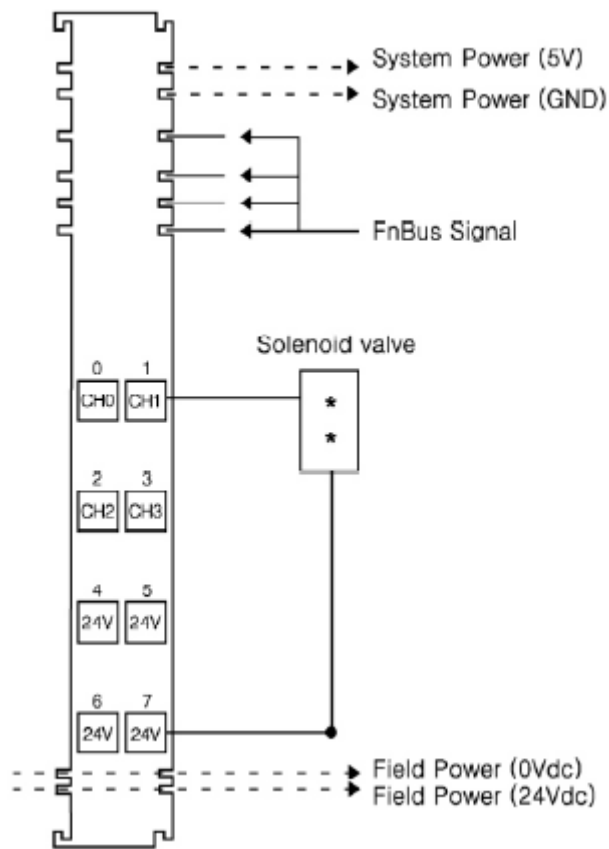 System Power (5V)
System Power (GND)
FnBus Signal
Solenoid valve
0 1
CH0 CH1
*
*
2 3
CH2 CH3
4 5
24V 24V
6 7
24V 24V
Field Power (0Vdc)
Field Power (24Vdc)